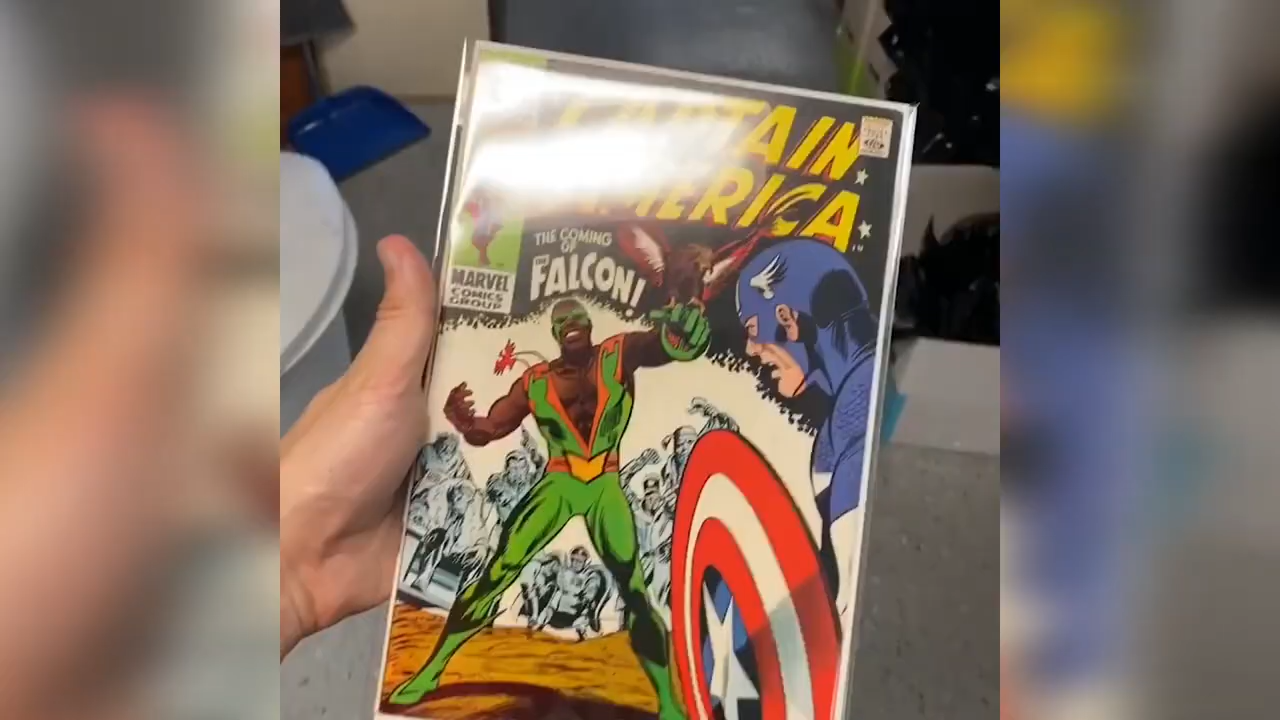 CAPTAIN
AMERICA
THE COMING
OF
THE
FALCON!
MARVEL
COMICS
GROUP